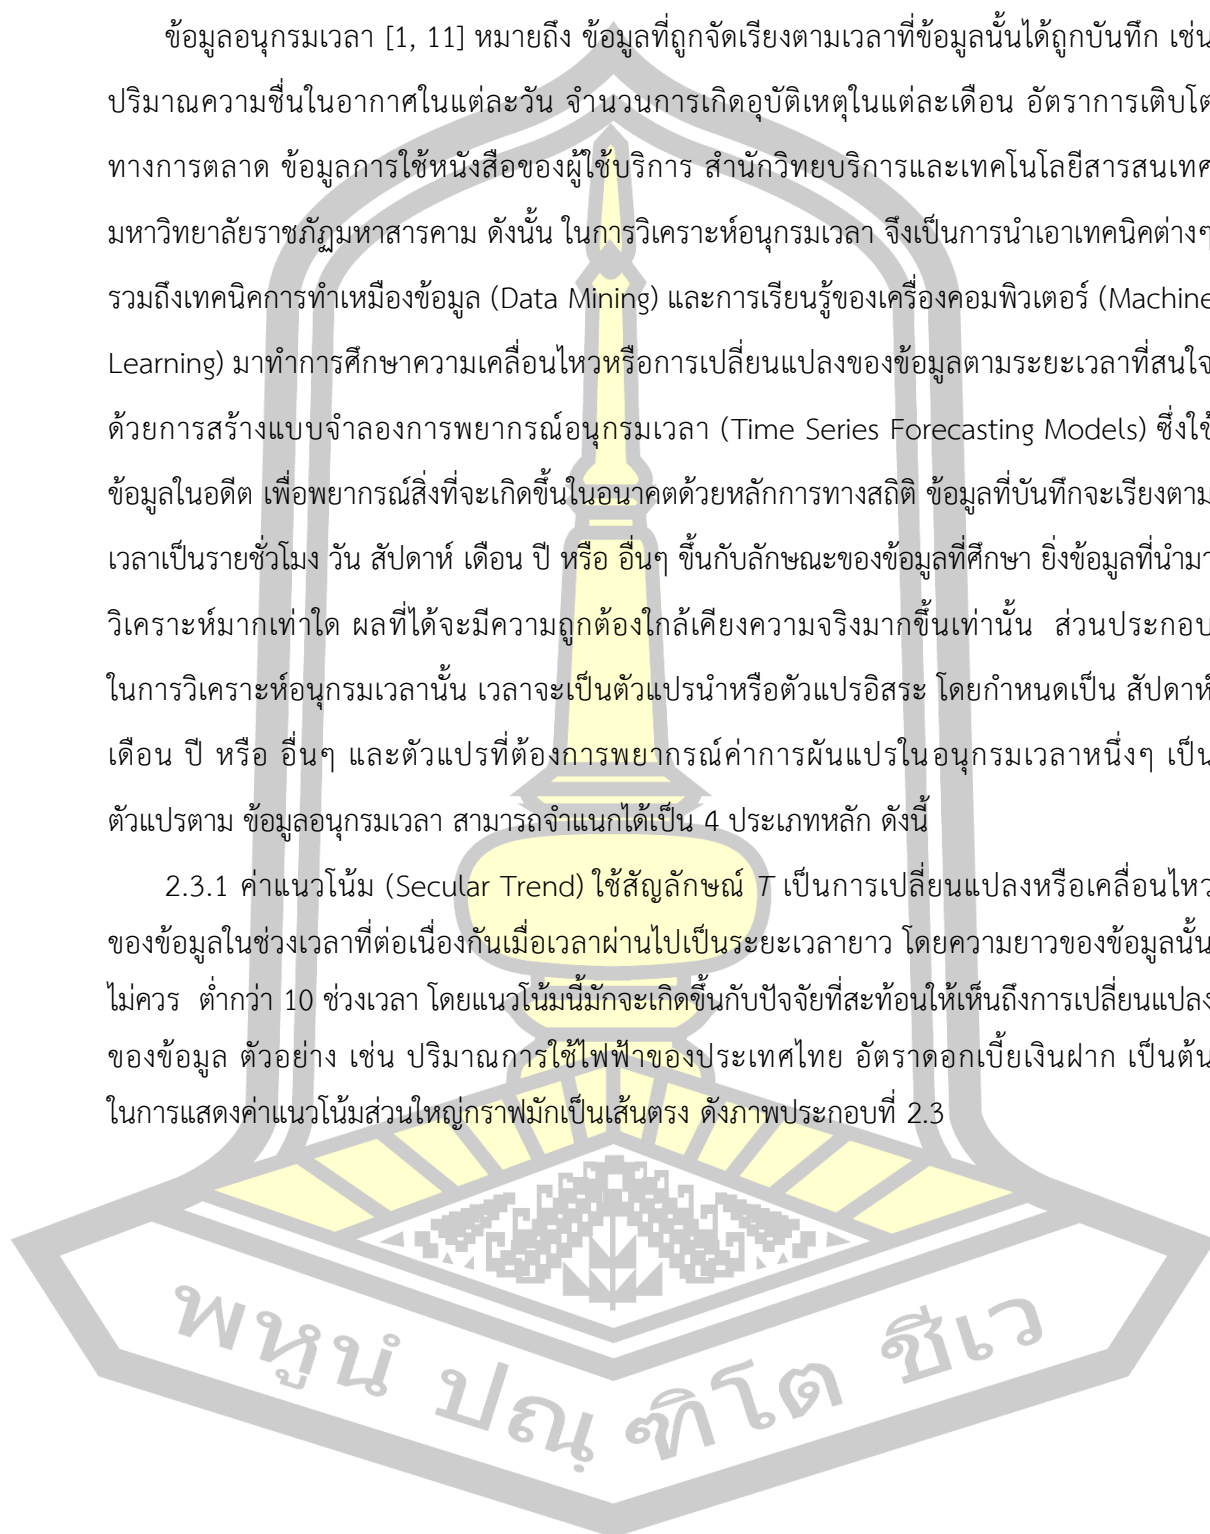 ข้อมูลอนุกรมเวลา [1, 11] หมายถึง ข้อมูลที่ถูกจัดเรียงตามเวลาที่ข้อมูลนั้นได้ถูกบันทึก เช่น
ปริมาณความชื่นในอากาศในแต่ละวัน จำนวนการเกิดอุบัติเหตุในแต่ละเดือน อัตราการเติบโต
ทางการตลาด ข้อมูลการใช้หนังสือของผู้ใช้บริการ สำนักวิทยบริการและเทคโนโลยีสารสนเทศ
มหาวิทยาลัยราชภัฏมหาสารคาม ดังนั้น ในการวิเคราะห์อนุกรมเวลา จึงเป็นการนำเอาเทคนิคต่างๆ
รวมถึงเทคนิคการทำเหมืองข้อมูล (Data Mining) และการเรียนรู้ของเครื่องคอมพิวเตอร์ (Machine
Learning) มาทำการศึกษาความเคลื่อนไหวหรือการเปลี่ยนแปลงของข้อมูลตามระยะเวลาที่สนใจ
ด้วยการสร้างแบบจำลองการพยากรณ์อนุกรมเวลา (Time Series Forecasting Models) ซึ่งใช้
ข้อมูลในอดีต เพื่อพยากรณ์สิ่งที่จะเกิดขึ้นในอนาคตด้วยหลักการทางสถิติ ข้อมูลที่บันทึกจะเรียงตาม
เวลาเป็นรายชั่วโมง วัน สัปดาห์ เดือน ปี หรือ อื่นๆ ขึ้นกับลักษณะของข้อมูลที่ศึกษา ยิ่งข้อมูลที่นำมา
วิเคราะห์มากเท่าใด ผลที่ได้จะมีความถูกต้องใกล้เคียงความจริงมากขึ้นเท่านั้น ส่วนประกอบ
ในการวิเคราะห์อนุกรมเวลานั้น เวลาจะเป็นตัวแปรนำหรือตัวแปรอิสระ โดยกำหนดเป็น สัปดาห์
เดือน ปี หรือ อื่นๆ และตัวแปรที่ต้องการพยากรณ์ค่าการผันแปรในอนุกรมเวลาหนึ่งๆ เป็น
ตัวแปรตาม ข้อมูลอนุกรมเวลา สามารถจำแนกได้เป็น 4 ประเภทหลัก ดังนี้
2.3.1 ค่าแนวโน้ม (Secular Trend) ใช้สัญลักษณ์ T เป็นการเปลี่ยนแปลงหรือเคลื่อนไหว
ของข้อมูลในช่วงเวลาที่ต่อเนื่องกันเมื่อเวลาผ่านไปเป็นระยะเวลายาว โดยความยาวของข้อมูลนั้น
ไม่ควร ต่ำกว่า 10 ช่วงเวลา โดยแนวโน้มนี้มักจะเกิดขึ้นกับปัจจัยที่สะท้อนให้เห็นถึงการเปลี่ยนแปลง
ของข้อมูล ตัวอย่าง เช่น ปริมาณการใช้ไฟฟ้าของประเทศไทย อัตราดอกเบี้ยเงินฝาก เป็นต้น
ในการแสดงค่าแนวโน้มส่วนใหญ่กราฟมักเป็นเส้นตรง ดังภาพประกอบที่ 2.3
พหูนํ ปณฺฑิโต ชีเว